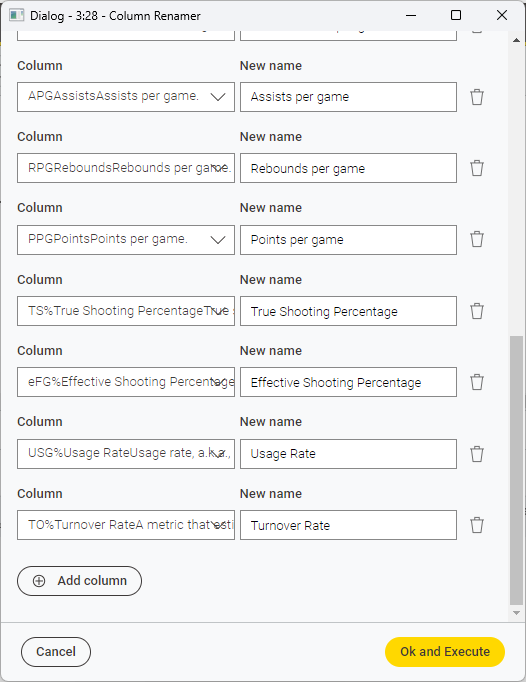 Dialog - 3:28 - Column Renamer
Column New name
APGAssistsAssists per game. Assists per game
Column New name
RPGReboundsRebounds per game. Rebounds per game
Column New name
PPGPointsPoints per game. Points per game
Column New name
TS%True Shooting PercentageTrue True Shooting Percentage
Column New name
eFG%Effective Shooting Percentage Effective Shooting Percentage
Column New name
USG%Usage RateUsage rate, a.k.a., Usage Rate
Column New name
TO%Turnover RateA metric that esti Turnover Rate
Add column
Cancel Ok and Execute